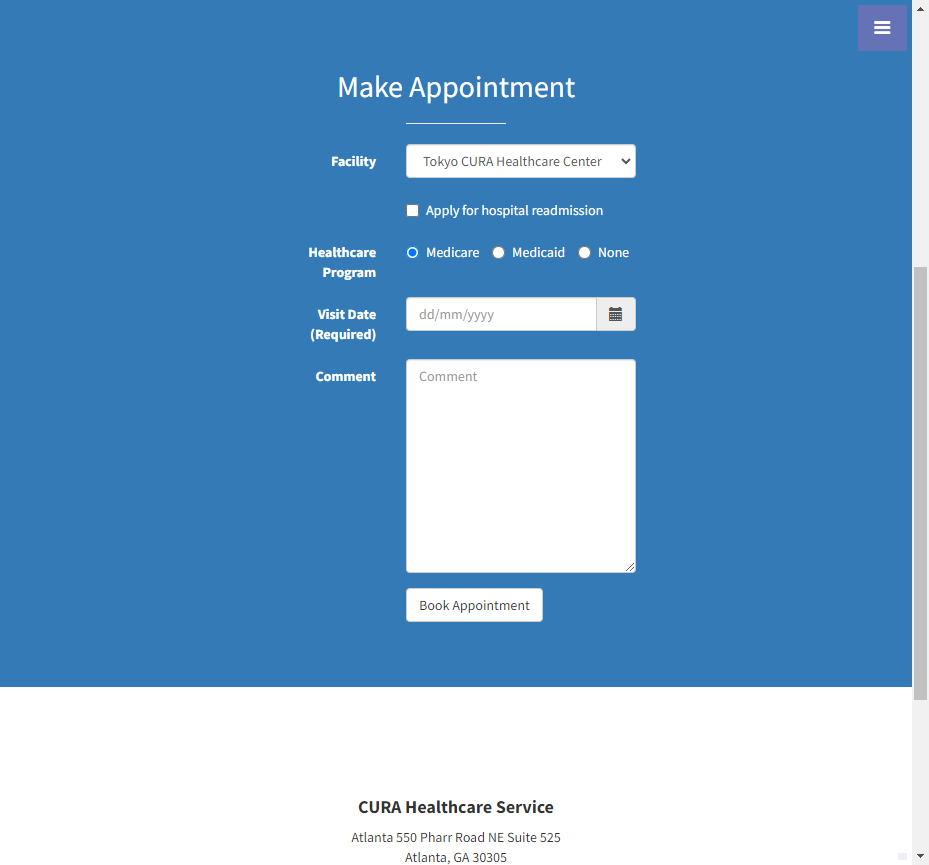 Make Appointment
Facility
Tokyo CURA Healthcare Center
Apply for hospital readmission
Healthcare
Program
Medicare Medicaid None
Visit Date
(Required)
dd/mm/yyyy
Comment
Comment
Book Appointment
CURA Healthcare Service
Atlanta 550 Pharr Road NE Suite 525
Atlanta, GA 30305